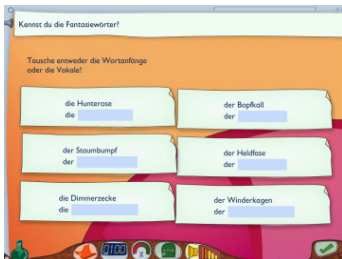 Kennst du die Fantasiewörter?
Tausche entweder die Wortanfänge
oder die Vokale!
die Hunterose
die
der Bopfkall
der
der Staumbumpf
der
der Heldfase
der
die Dimmerzecke
die
der Winderkagen
der